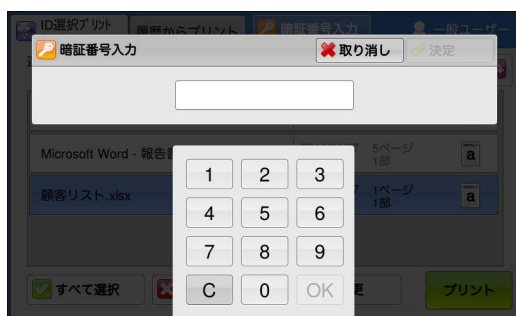 ID選択プリント 履歴からプリント 暗証番号入力 一般ユーザー
暗証番号入力 取り消し 決定
Microsoft Word - 報告 5ページ
1部 a
顧客リスト.xlsx 1ページ
1部 a
1 2 3
4 5 6
7 8 9
C 0 OK
すべて選択 更 プリント